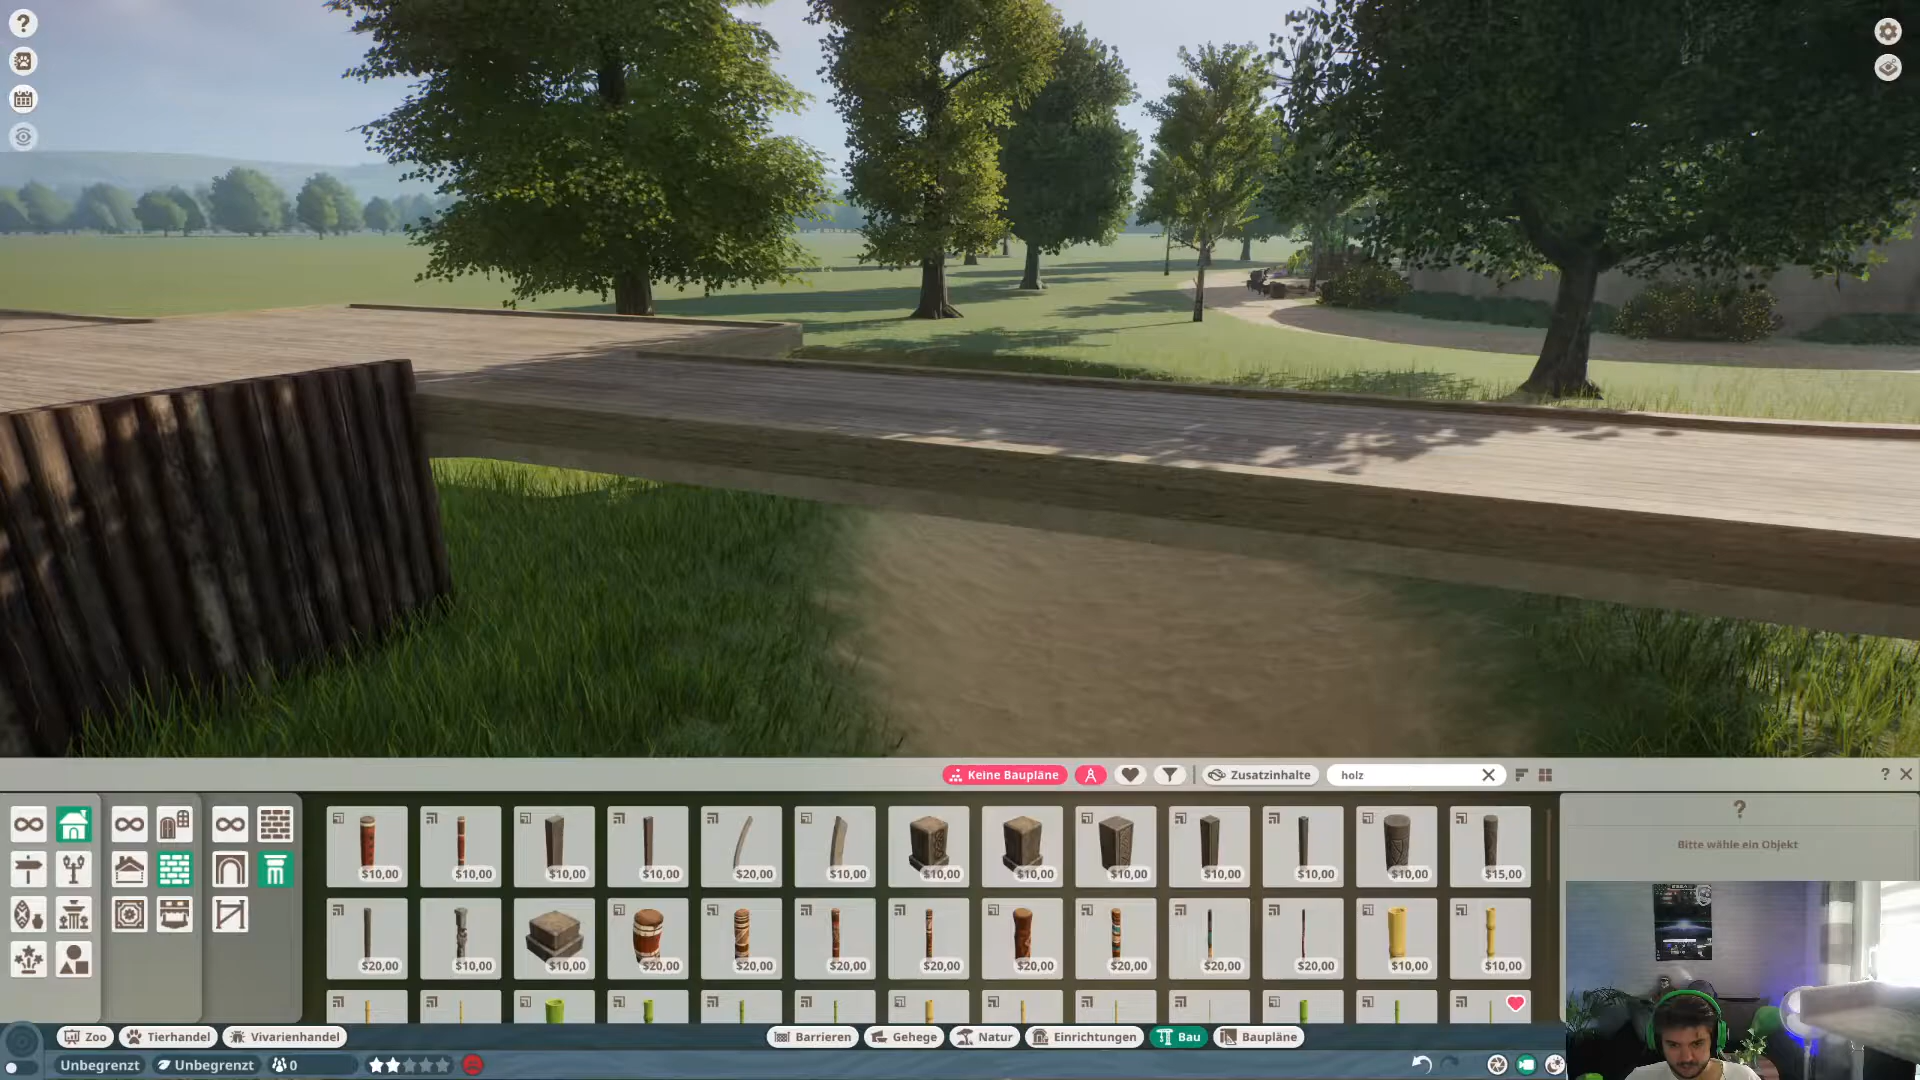 Keine Baupläne
Zusatzinhalte
holz
?
$10,00 $10,00 $10,00 $10,00 $20,00 $10,00 $10,00 $10,00 $10,00 $10,00 $10,00 $10,00 $15,00
Bitte wähle ein Objekt
$20,00 $10,00 $10,00 $20,00 $20,00 $20,00 $20,00 $20,00 $20,00 $20,00 $20,00 $10,00 $10,00
Zoo Tierhandel Vivarienhandel Barrieren Gehege Natur Einrichtungen Bau Baupläne
Unbegrenzt Unbegrenzt 0